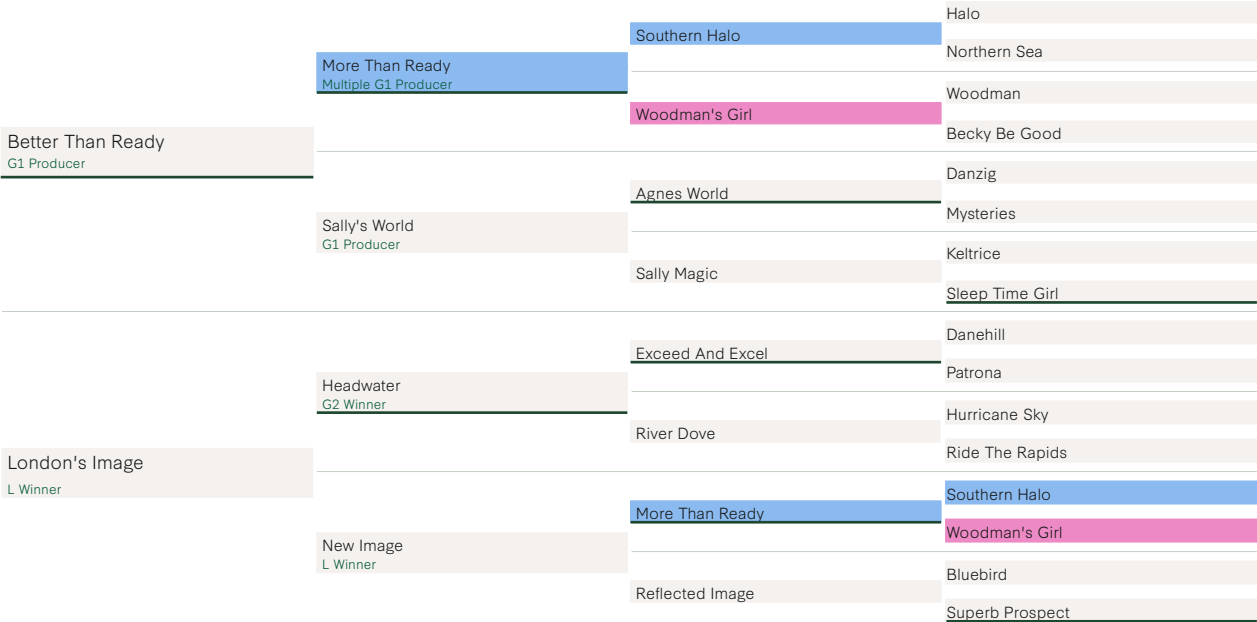 Better Than Ready
G1 Producer
London's Image
L Winner
More Than Ready
Multiple G1 Producer
Sally's World
G1 Producer
Headwater
G2 Winner
New Image
L Winner
Southern Halo
Woodman's Girl
Agnes World
Sally Magic
Exceed And Excel
River Dove
More Than Ready
Reflected Image
Halo
Northern Sea
Woodman
Becky Be Good
Danzig
Mysteries
Keltrice
Sleep Time Girl
Danehill
Patrona
Hurricane Sky
Ride The Rapids
Southern Halo
Woodman's Girl
Bluebird
Superb Prospect